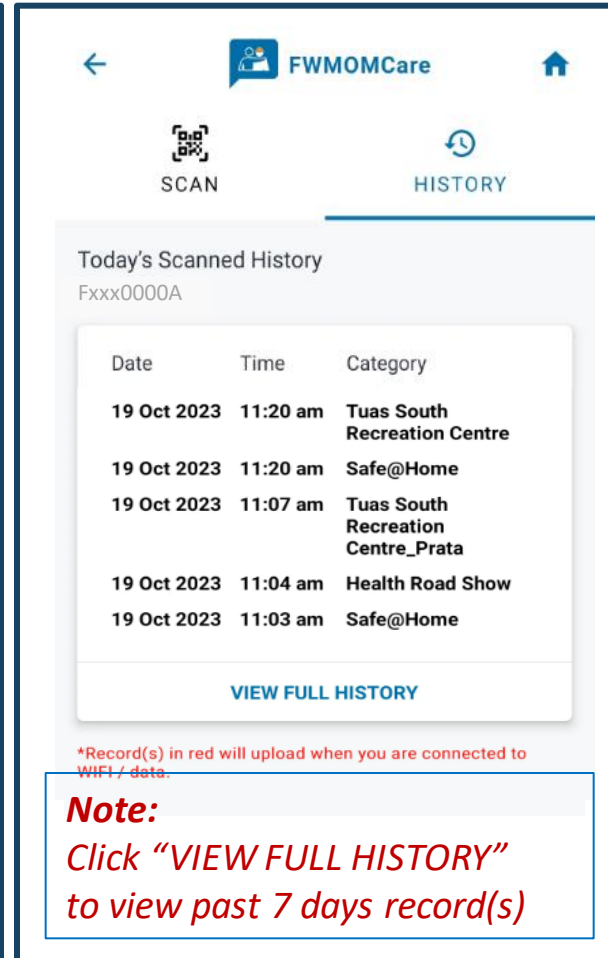 FWMOMCare
SCAN HISTORY
Today's Scanned History
Fxxx0000A
Date Time Category
19 Oct 2023 11:20 am Tuas South
Recreation Centre
19 Oct 2023 11:20 am Safe@Home
19 Oct 2023 11:07 am Tuas South
Recreation
Centre_Prata
19 Oct 2023 11:04 am Health Road Show
19 Oct 2023 11:03 am Safe@Home
VIEW FULL HISTORY
*Record(s) in red will upload when you are connected to
WIFI / data.
Note:
Click “VIEW FULL HISTORY”
to view past 7 days record(s)